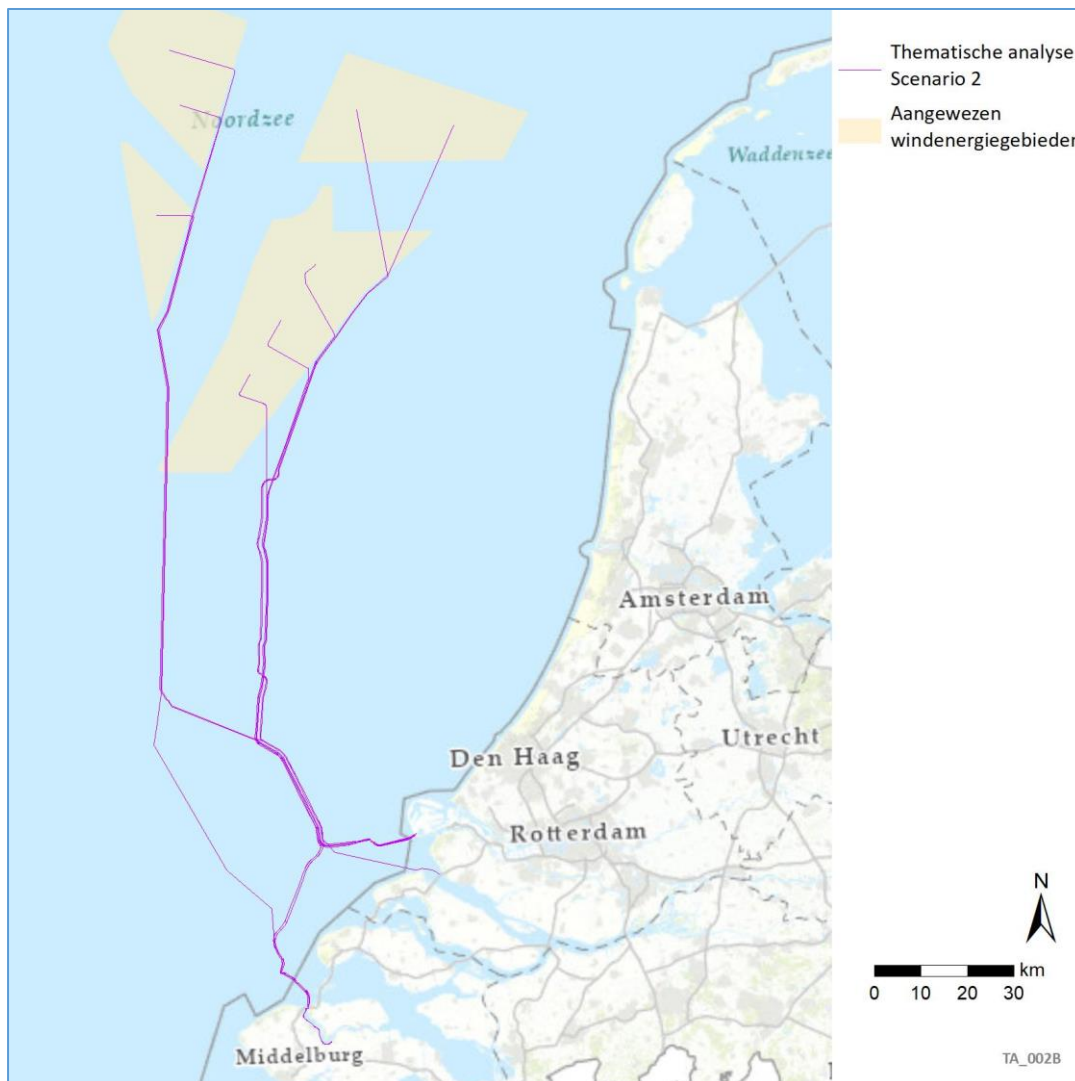 Thematische analyse
Scenario 2
Aangewezen
windenergiegebieden
Noordzee
Waddenzee
Amsterdam
Utrecht
Den Haag
Rotterdam
Middelburg
N
km
0 10 20 30
TA_002B